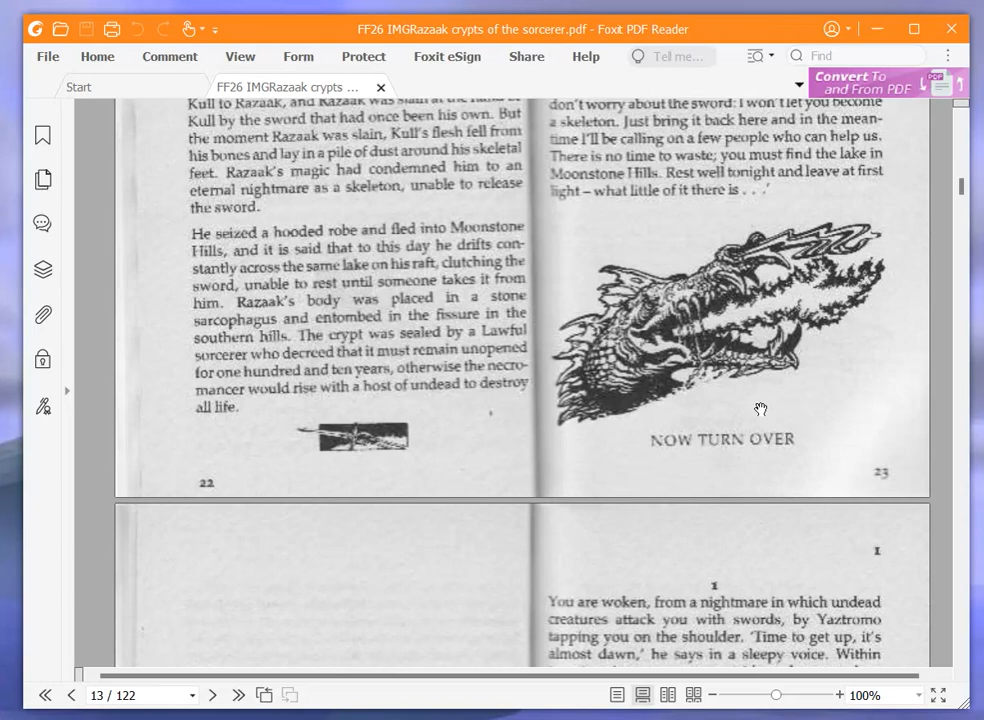 FF26 IMGRazaak crypts of the sorcerer.pdf - Foxit PDF Reader
File Home Comment View Form Protect Foxit eSign Share Help Tell me... Find
Start FF26 IMGRazaak crypts ... Convert To
and From PDF
PDF
Kull to Razaak, and Razaak was slain at the hand of
Kull by the sword that had once been his own. But
the moment Razaak was slain, Kull's flesh fell from
his bones and lay in a pile of dust around his skeletal
feet. Razaak's magic had condemned him to an
eternal nightmare as a skeleton, unable to release
the sword.
He seized a hooded robe and fled into Moonstone
Hills, and it is said that to this day he drifts con-
stantly across the same lake on his raft, clutching the
sword, unable to rest until someone takes it from
him. Razaak's body was placed in a stone
sarcophagus and entombed in the fissure in the
southern hills. The crypt was sealed by a Lawful
sorcerer who decreed that it must remain unopened
for one hundred and ten years, otherwise the necro-
mancer would rise with a host of undead to destroy
all life.
22
don't worry about the sword: I won't let you become
a skeleton. Just bring it back here and in the mean-
time I'll be calling on a few people who can help us.
There is no time to waste; you must find the lake in
Moonstone Hills. Rest well tonight and leave at first
light – what little of it there is . . .'
NOW TURN OVER
23
1
1
You are woken, from a nightmare in which undead
creatures attack you with swords, by Yaztromo
tapping you on the shoulder. 'Time to get up, it's
almost dawn,' he says in a sleepy voice. Within
13 / 122
100%